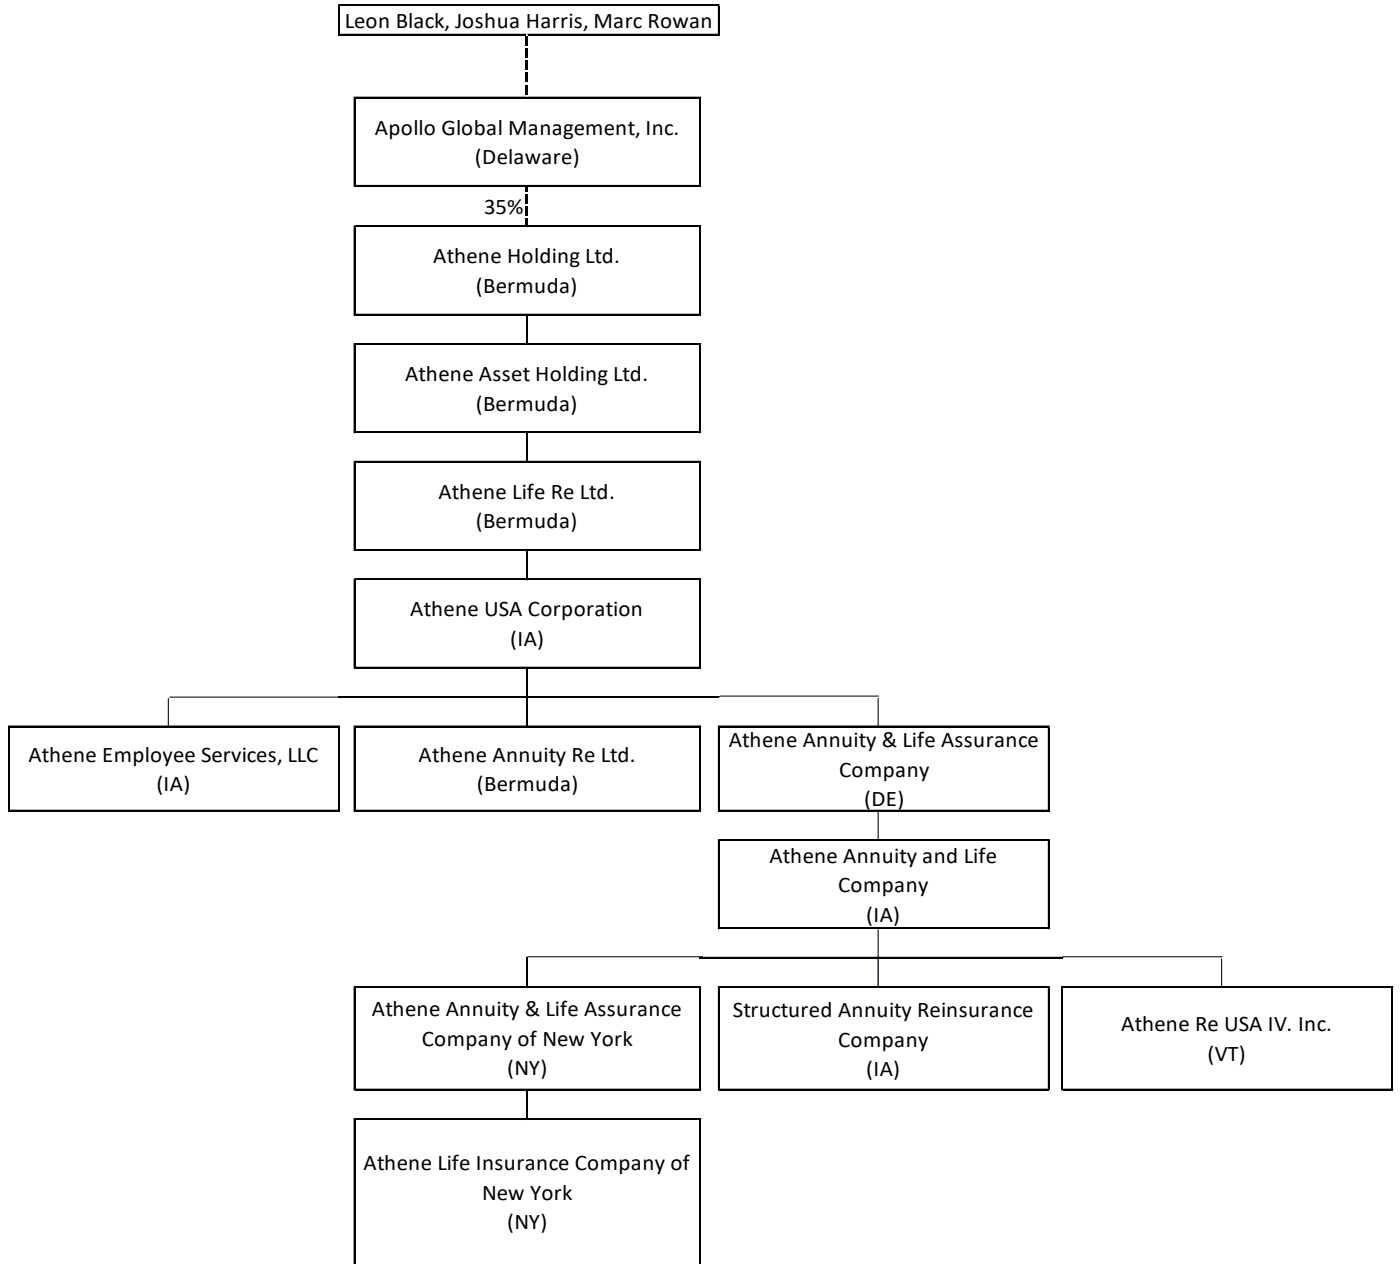 Leon Black, Joshua Harris, Marc Rowan
Apollo Global Management, Inc.
(Delaware)
35%
Athene Holding Ltd.
(Bermuda)
Athene Asset Holding Ltd.
(Bermuda)
Athene Life Re Ltd.
(Bermuda)
Athene USA Corporation
(IA)
Athene Employee Services, LLC
(IA)
Athene Annuity Re Ltd.
(Bermuda)
Athene Annuity & Life Assurance
Company
(DE)
Athene Annuity and Life
Company
(IA)
Athene Annuity & Life Assurance
Company of New York
(NY)
Structured Annuity Reinsurance
Company
(IA)
Athene Re USA IV. Inc.
(VT)
Athene Life Insurance Company of
New York
(NY)